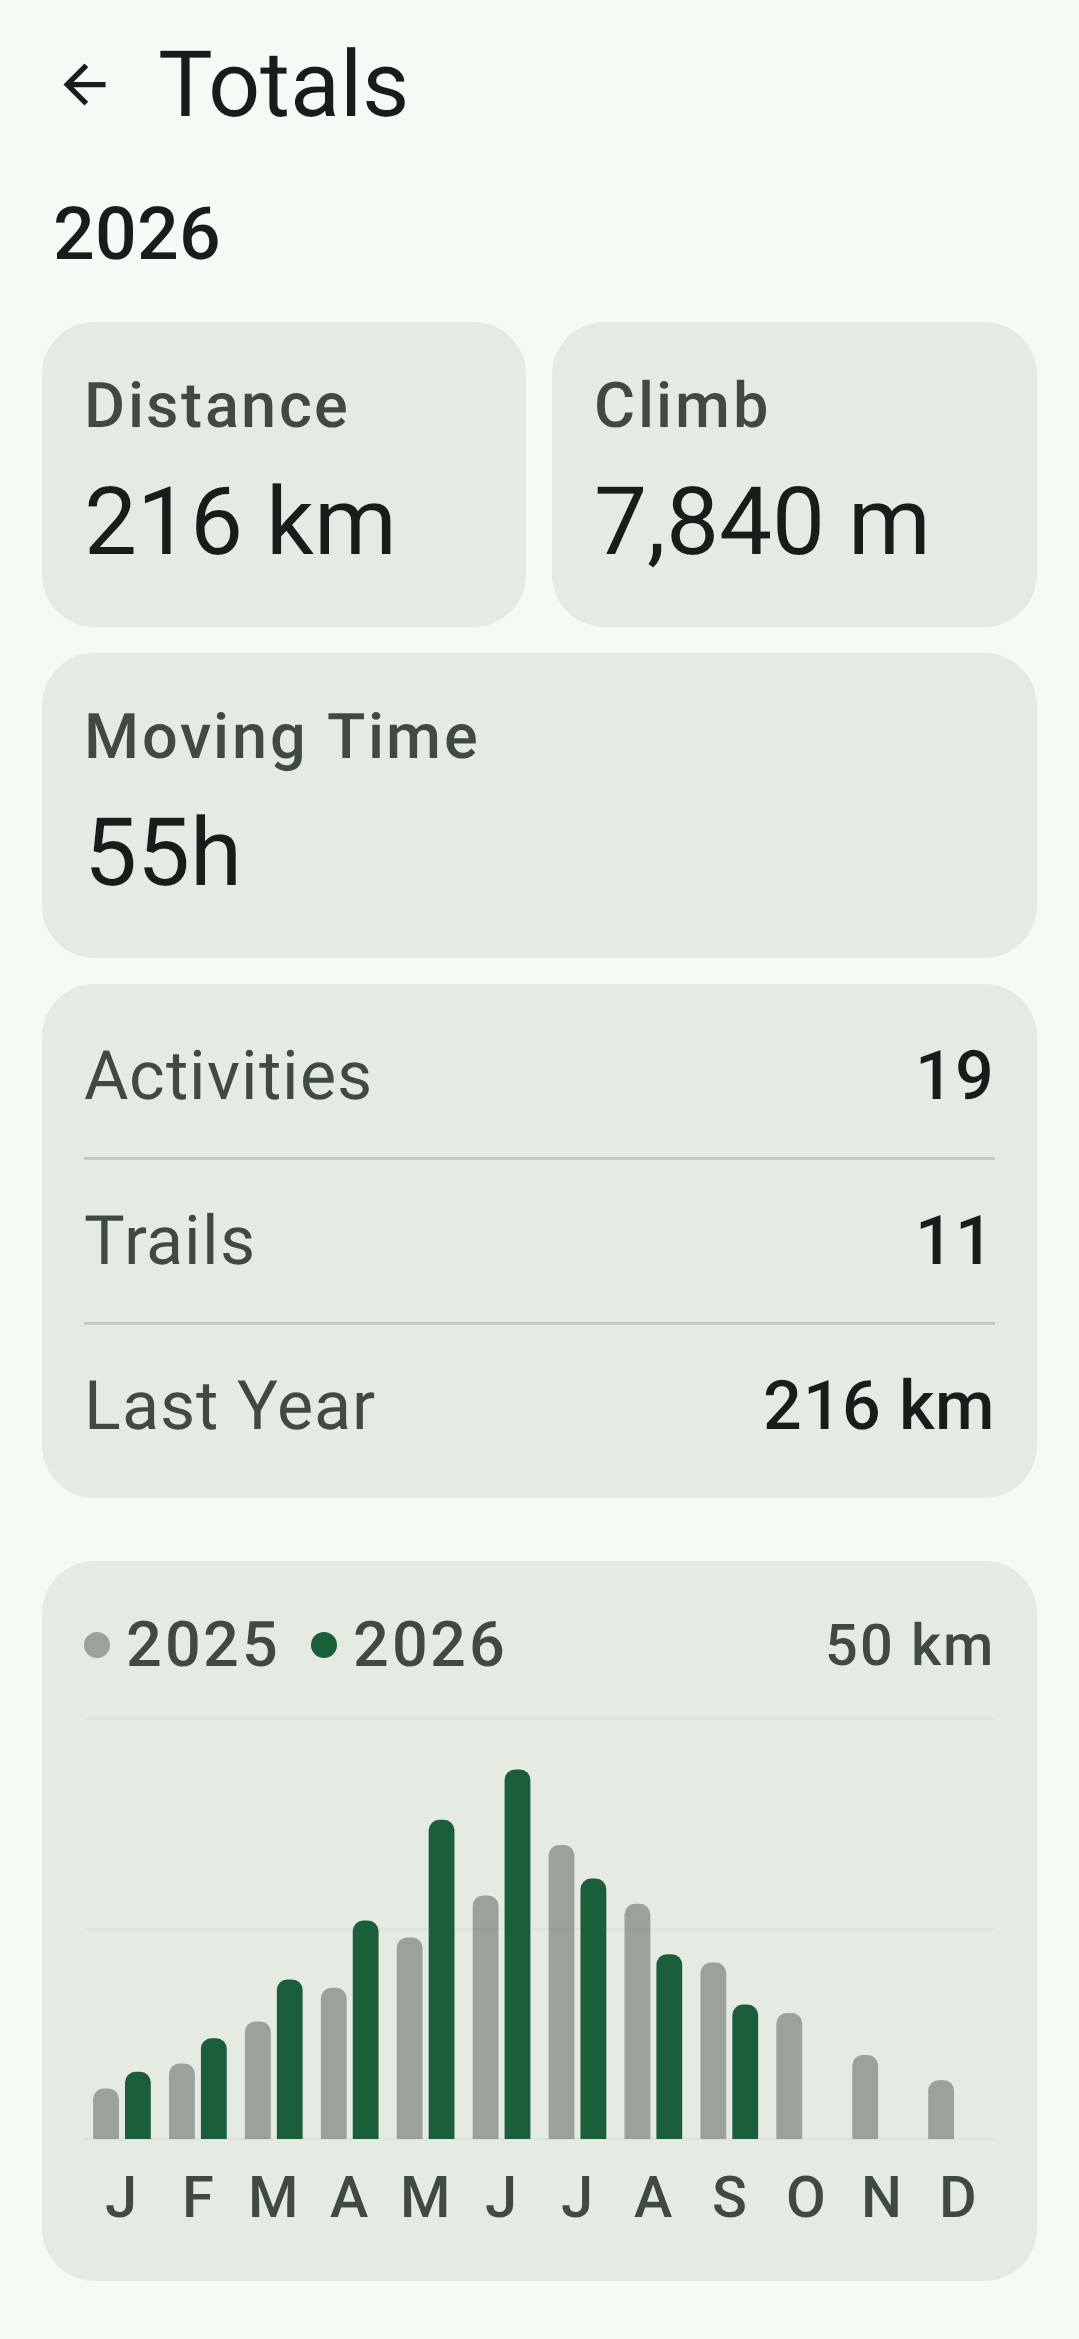 Totals
2026
Distance
216 km
Climb
7,840 m
Moving Time
55h
Activities 19
Trails 11
Last Year 216 km
2025 2026 50 km
J F M A M J J A S O N D